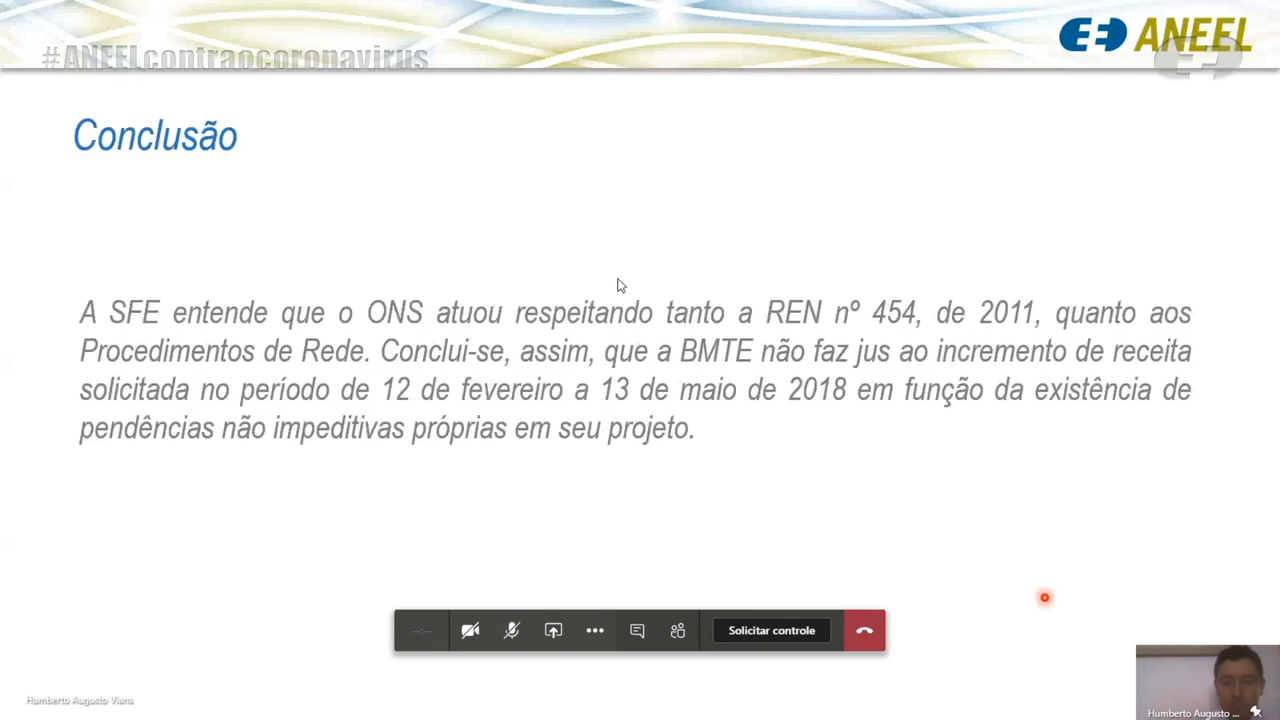 #ANEELcontraocoronavirus
ANEEL
Conclusão
A SFE entende que o ONS atuou respeitando tanto a REN nº 454, de 2011, quanto aos
Procedimentos de Rede. Conclui-se, assim, que a BMTE não faz jus ao incremento de receita
solicitada no período de 12 de fevereiro a 13 de maio de 2018 em função da existência de
pendências não impeditivas próprias em seu projeto.
--:--
Solicitar controle
Humberto Augusto Viana
Humberto Augusto ...